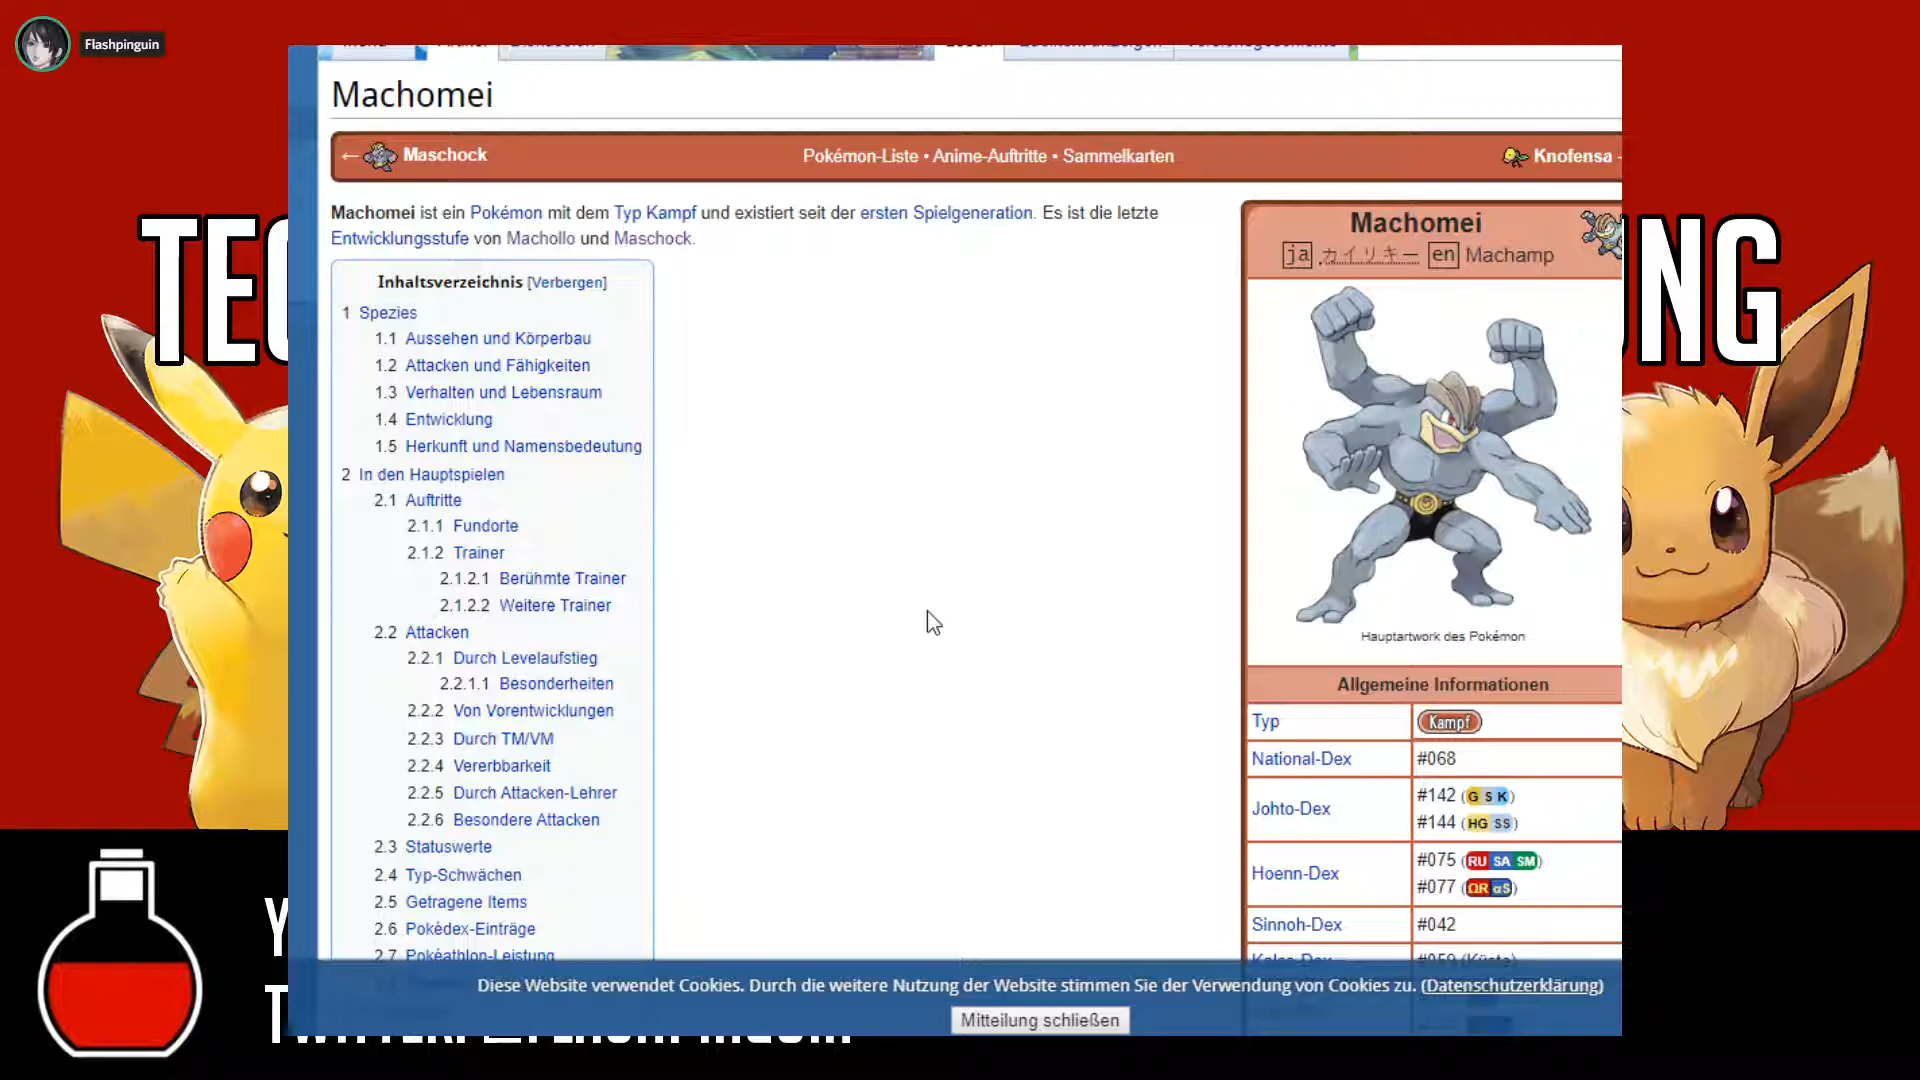 Flashpinguin
Machomei
← Maschock
Pokémon-Liste • Anime-Auftritte • Sammelkarten
Knofensa
Machomei ist ein Pokémon mit dem Typ Kampf und existiert seit der ersten Spielgeneration. Es ist die letzte
Entwicklungsstufe von Machollo und Maschock.
Inhaltsverzeichnis [Verbergen]
1 Spezies
1.1 Aussehen und Körperbau
1.2 Attacken und Fähigkeiten
1.3 Verhalten und Lebensraum
1.4 Entwicklung
1.5 Herkunft und Namensbedeutung
2 In den Hauptspielen
2.1 Auftritte
2.1.1 Fundorte
2.1.2 Trainer
2.1.2.1 Berühmte Trainer
2.1.2.2 Weitere Trainer
2.2 Attacken
2.2.1 Durch Levelaufstieg
2.2.1.1 Besonderheiten
2.2.2 Von Vorentwicklungen
2.2.3 Durch TM/VM
2.2.4 Vererbbarkeit
2.2.5 Durch Attacken-Lehrer
2.2.6 Besondere Attacken
2.3 Statuswerte
2.4 Typ-Schwächen
2.5 Getragene Items
2.6 Pokédex-Einträge
2.7 Pokéathlon-Leistung
Machomei
ja カイリキー en Machamp
Hauptartwork des Pokémon
Allgemeine Informationen
Typ Kampf
National-Dex #068
Johto-Dex #142 (G S K)
#144 (HG SS)
Hoenn-Dex #075 (RU SA SM)
#077 (ΩR αS)
Sinnoh-Dex #042
Kalos-Dex #059 (Küste)
Diese Website verwendet Cookies. Durch die weitere Nutzung der Website stimmen Sie der Verwendung von Cookies zu. (Datenschutzerklärung)
Mitteilung schließen